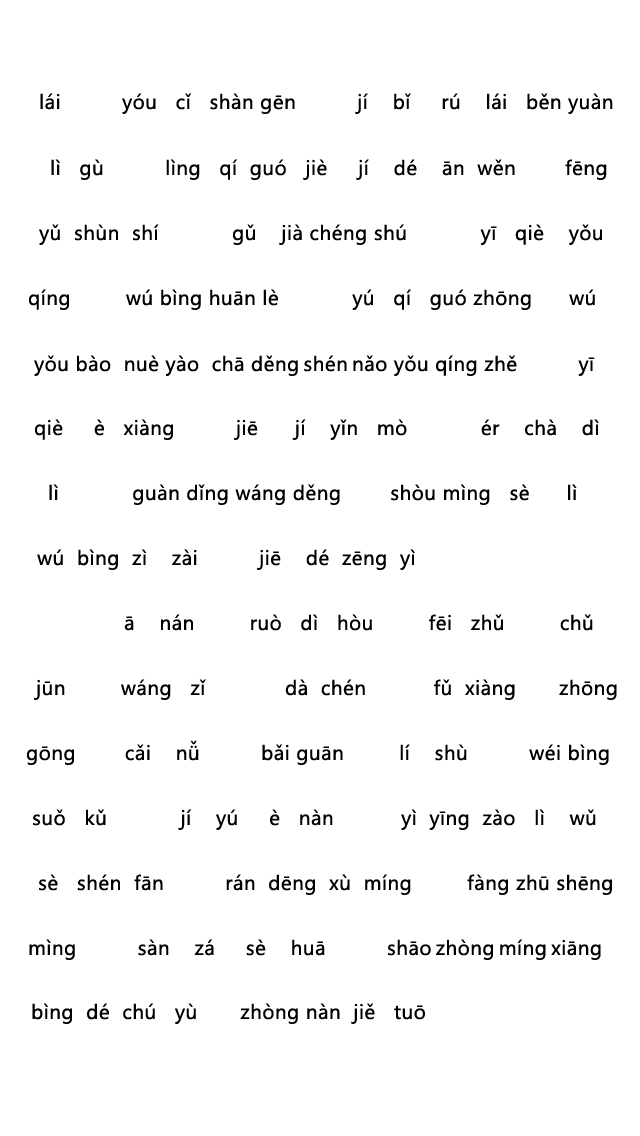 lái yóu cǐ shàn gēn jí bǐ rú lái běn yuàn
lì gù lìng qí guó jiè jí dé ān wěn fēng
yǔ shùn shí gǔ jià chéng shú yī qiè yǒu
qíng wú bìng huān lè yú qí guó zhōng wú
yǒu bào nuè yào chā děng shén nǎo yǒu qíng zhě yī
qiè è xiàng jiē jí yǐn mò ér chà dì
lì guàn dǐng wáng děng shòu mìng sè lì
wú bìng zì zài jiē dé zēng yì
ā nán ruò dì hòu fēi zhǔ chǔ
jūn wáng zǐ dà chén fǔ xiàng zhōng
gōng cǎi nǚ bǎi guān lí shù wéi bìng
suǒ kǔ jí yú è nàn yì yīng zào lì wǔ
sè shén fān rán dēng xù míng fàng zhū shēng
mìng sàn zá sè huā shāo zhòng míng xiāng
bìng dé chú yù zhòng nàn jiě tuō